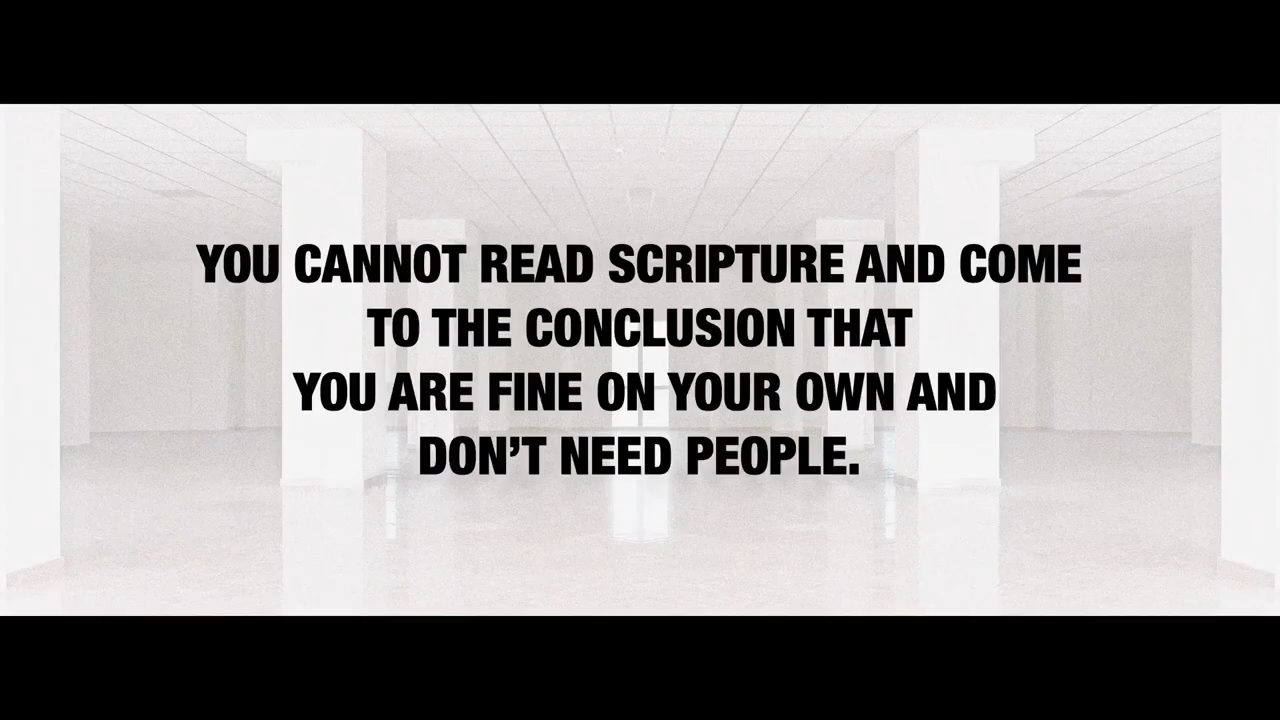 YOU CANNOT READ SCRIPTURE AND COME
TO THE CONCLUSION THAT
YOU ARE FINE ON YOUR OWN AND
DON’T NEED PEOPLE.